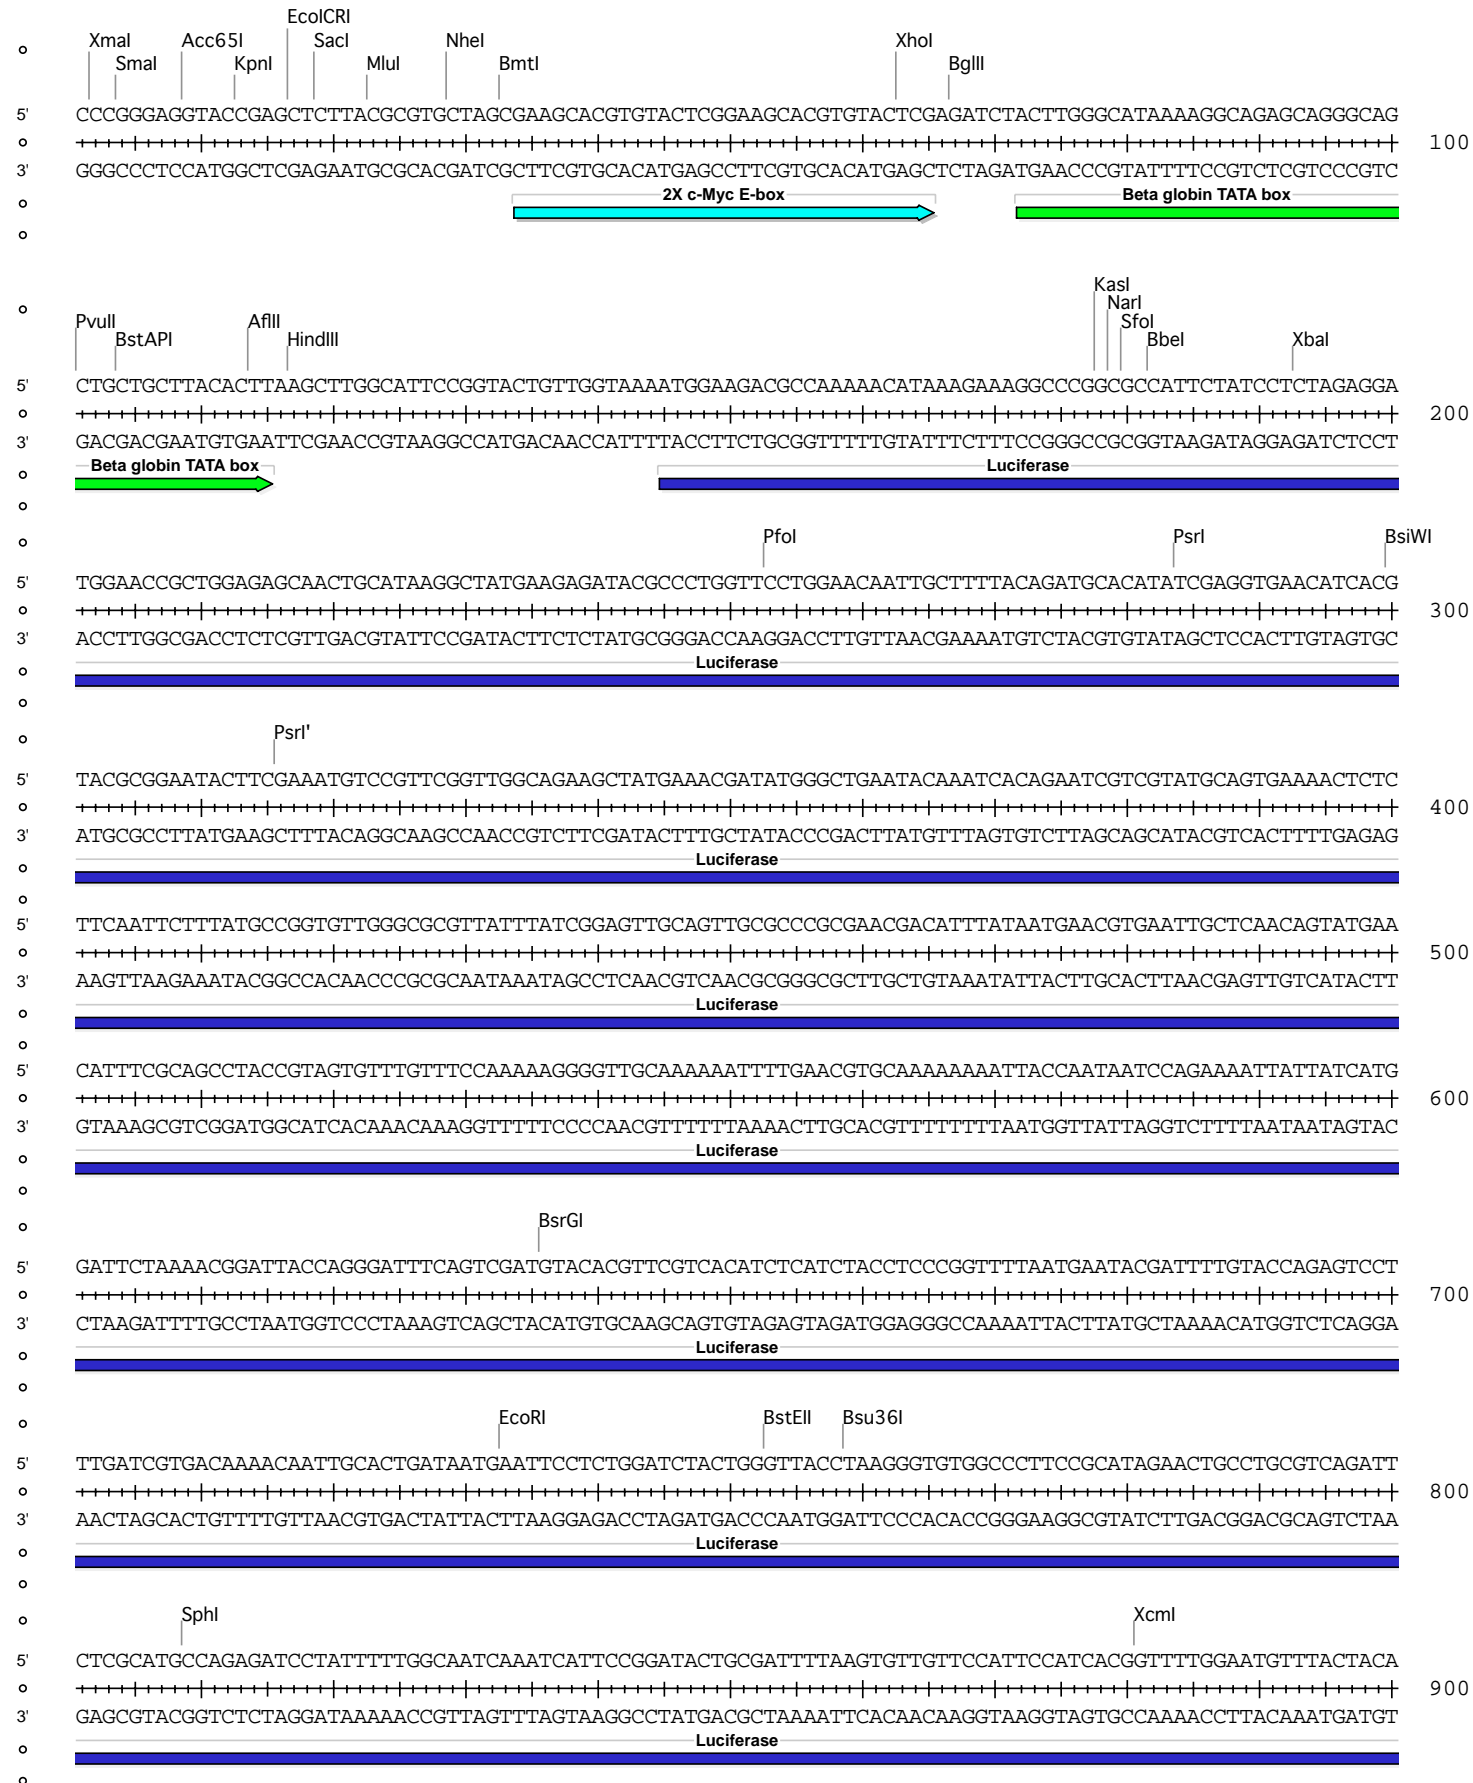 EcoICRI
XmaI Acc65I SacI NheI XhoI
SmaI KpnI MluI BmtI BglII
5' CCCGGGAGGTACCGAGCTCTTACGCGTGCTAGCGAAGCACGTGTACTCGGAAGCACGTGTACTCGAGATCTACTTGGGCATAAAAGGCAGAGCAGGGCAG
100
3' GGGCCCTCCATGGCTCGAGAATGCGCACGATCGCTTCGTGCACATGAGCCTTCGTGCACATGAGCTCTAGATGAACCCGTATTTTCCGTCTCGTCCCGTC
2X c-Myc E-box Beta globin TATA box
KasI
NarI
PvuII AflII SfoI
BstAPI HindIII BbeI XbaI
5' CTGCTGCTTACACTTAAGCTTGGCATTCCGGTACTGTTGGTAAAATGGAAGACGCCAAAAACATAAAGAAAGGCCCGGCGCCATTCTATCCTCTAGAGGA
200
3' GACGACGAATGTGAATTCGAACCGTAAGGCCATGACAACCATTTTACCTTCTGCGGTTTTTGTATTTCTTTCCGGGCCGCGGTAAGATAGGAGATCTCCT
Beta globin TATA box Luciferase
PfoI PsrI BsiWI
5' TGGAACCGCTGGAGAGCAACTGCATAAGGCTATGAAGAGATACGCCCTGGTTCCTGGAACAATTGCTTTTACAGATGCACATATCGAGGTGAACATCACG
300
3' ACCTTGGCGACCTCTCGTTGACGTATTCCGATACTTCTCTATGCGGGACCAAGGACCTTGTTAACGAAAATGTCTACGTGTATAGCTCCACTTGTAGTGC
Luciferase
PsrI'
5' TACGCGGAATACTTCGAAATGTCCGTTCGGTTGGCAGAAGCTATGAAACGATATGGGCTGAATACAAATCACAGAATCGTCGTATGCAGTGAAAACTCTC
400
3' ATGCGCCTTATGAAGCTTTACAGGCAAGCCAACCGTCTTCGATACTTTGCTATACCCGACTTATGTTTAGTGTCTTAGCAGCATACGTCACTTTTGAGAG
Luciferase
5' TTCAATTCTTTATGCCGGTGTTGGGCGCGTTATTTATCGGAGTTGCAGTTGCGCCCGCGAACGACATTTATAATGAACGTGAATTGCTCAACAGTATGAA
500
3' AAGTTAAGAAATACGGCCACAACCCGCGCAATAAATAGCCTCAACGTCAACGCGGGCGCTTGCTGTAAATATTACTTGCACTTAACGAGTTGTCATACTT
Luciferase
5' CATTTCGCAGCCTACCGTAGTGTTTGTTTCCAAAAAGGGGTTGCAAAAAATTTTGAACGTGCAAAAAAAATTACCAATAATCCAGAAAATTATTATCATG
600
3' GTAAAGCGTCGGATGGCATCACAAACAAAGGTTTTTCCCCAACGTTTTTTAAAACTTGCACGTTTTTTTTAATGGTTATTAGGTCTTTTAATAATAGTAC
Luciferase
BsrGI
5' GATTCTAAAACGGATTACCAGGGATTTCAGTCGATGTACACGTTCGTCACATCTCATCTACCTCCCGGTTTTAATGAATACGATTTTGTACCAGAGTCCT
700
3' CTAAGATTTTGCCTAATGGTCCCTAAAGTCAGCTACATGTGCAAGCAGTGTAGAGTAGATGGAGGGCCAAAATTACTTATGCTAAAACATGGTCTCAGGA
Luciferase
EcoRI BstEII Bsu36I
5' TTGATCGTGACAAAACAATTGCACTGATAATGAATTCCTCTGGATCTACTGGGTTACCTAAGGGTGTGGCCCTTCCGCATAGAACTGCCTGCGTCAGATT
800
3' AACTAGCACTGTTTTGTTAACGTGACTATTACTTAAGGAGACCTAGATGACCCAATGGATTCCCACACCGGGAAGGCGTATCTTGACGGACGCAGTCTAA
Luciferase
SphI XcmI
5' CTCGCATGCCAGAGATCCTATTTTTGGCAATCAAATCATTCCGGATACTGCGATTTTAAGTGTTGTTCCATTCCATCACGGTTTTGGAATGTTTACTACA
900
3' GAGCGTACGGTCTCTAGGATAAAAACCGTTAGTTTAGTAAGGCCTATGACGCTAAAATTCACAACAAGGTAAGGTAGTGCCAAAACCTTACAAATGATGT
Luciferase